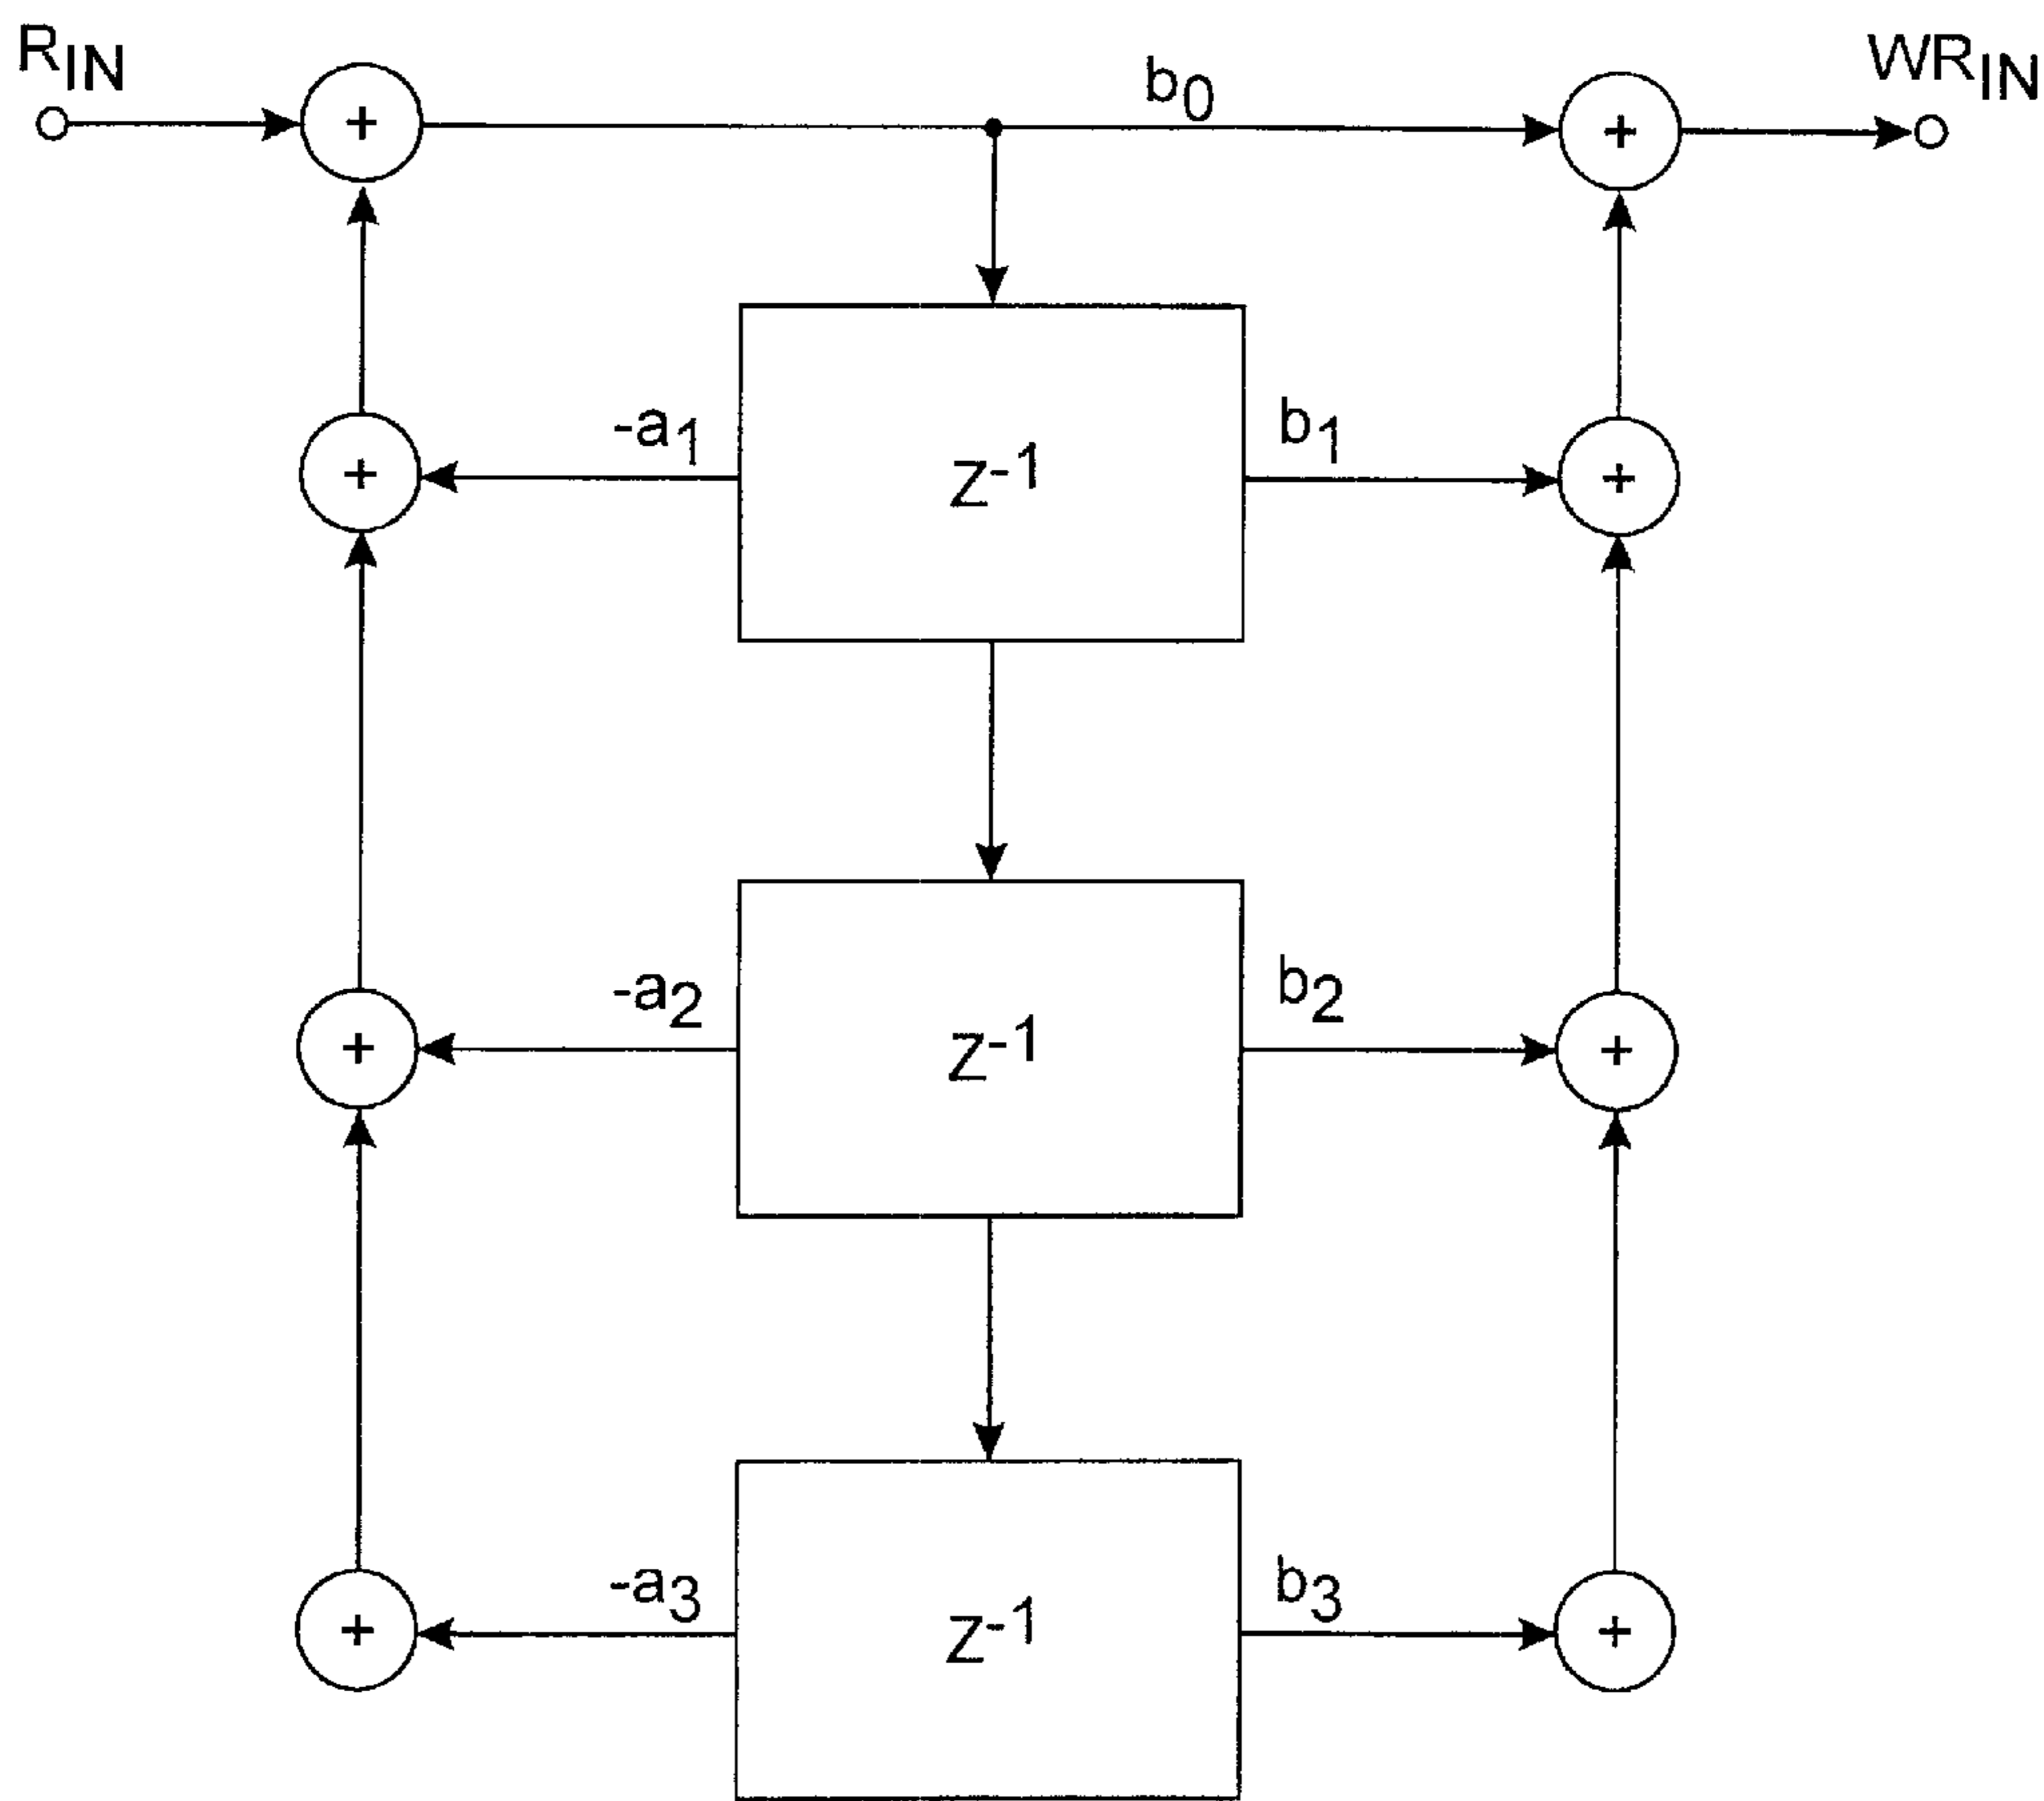 R_IN
b_0
WR_IN
+
+
-a_1
b_1
+
Z^-1
+
-a_2
b_2
+
Z^-1
+
-a_3
b_3
+
Z^-1
+